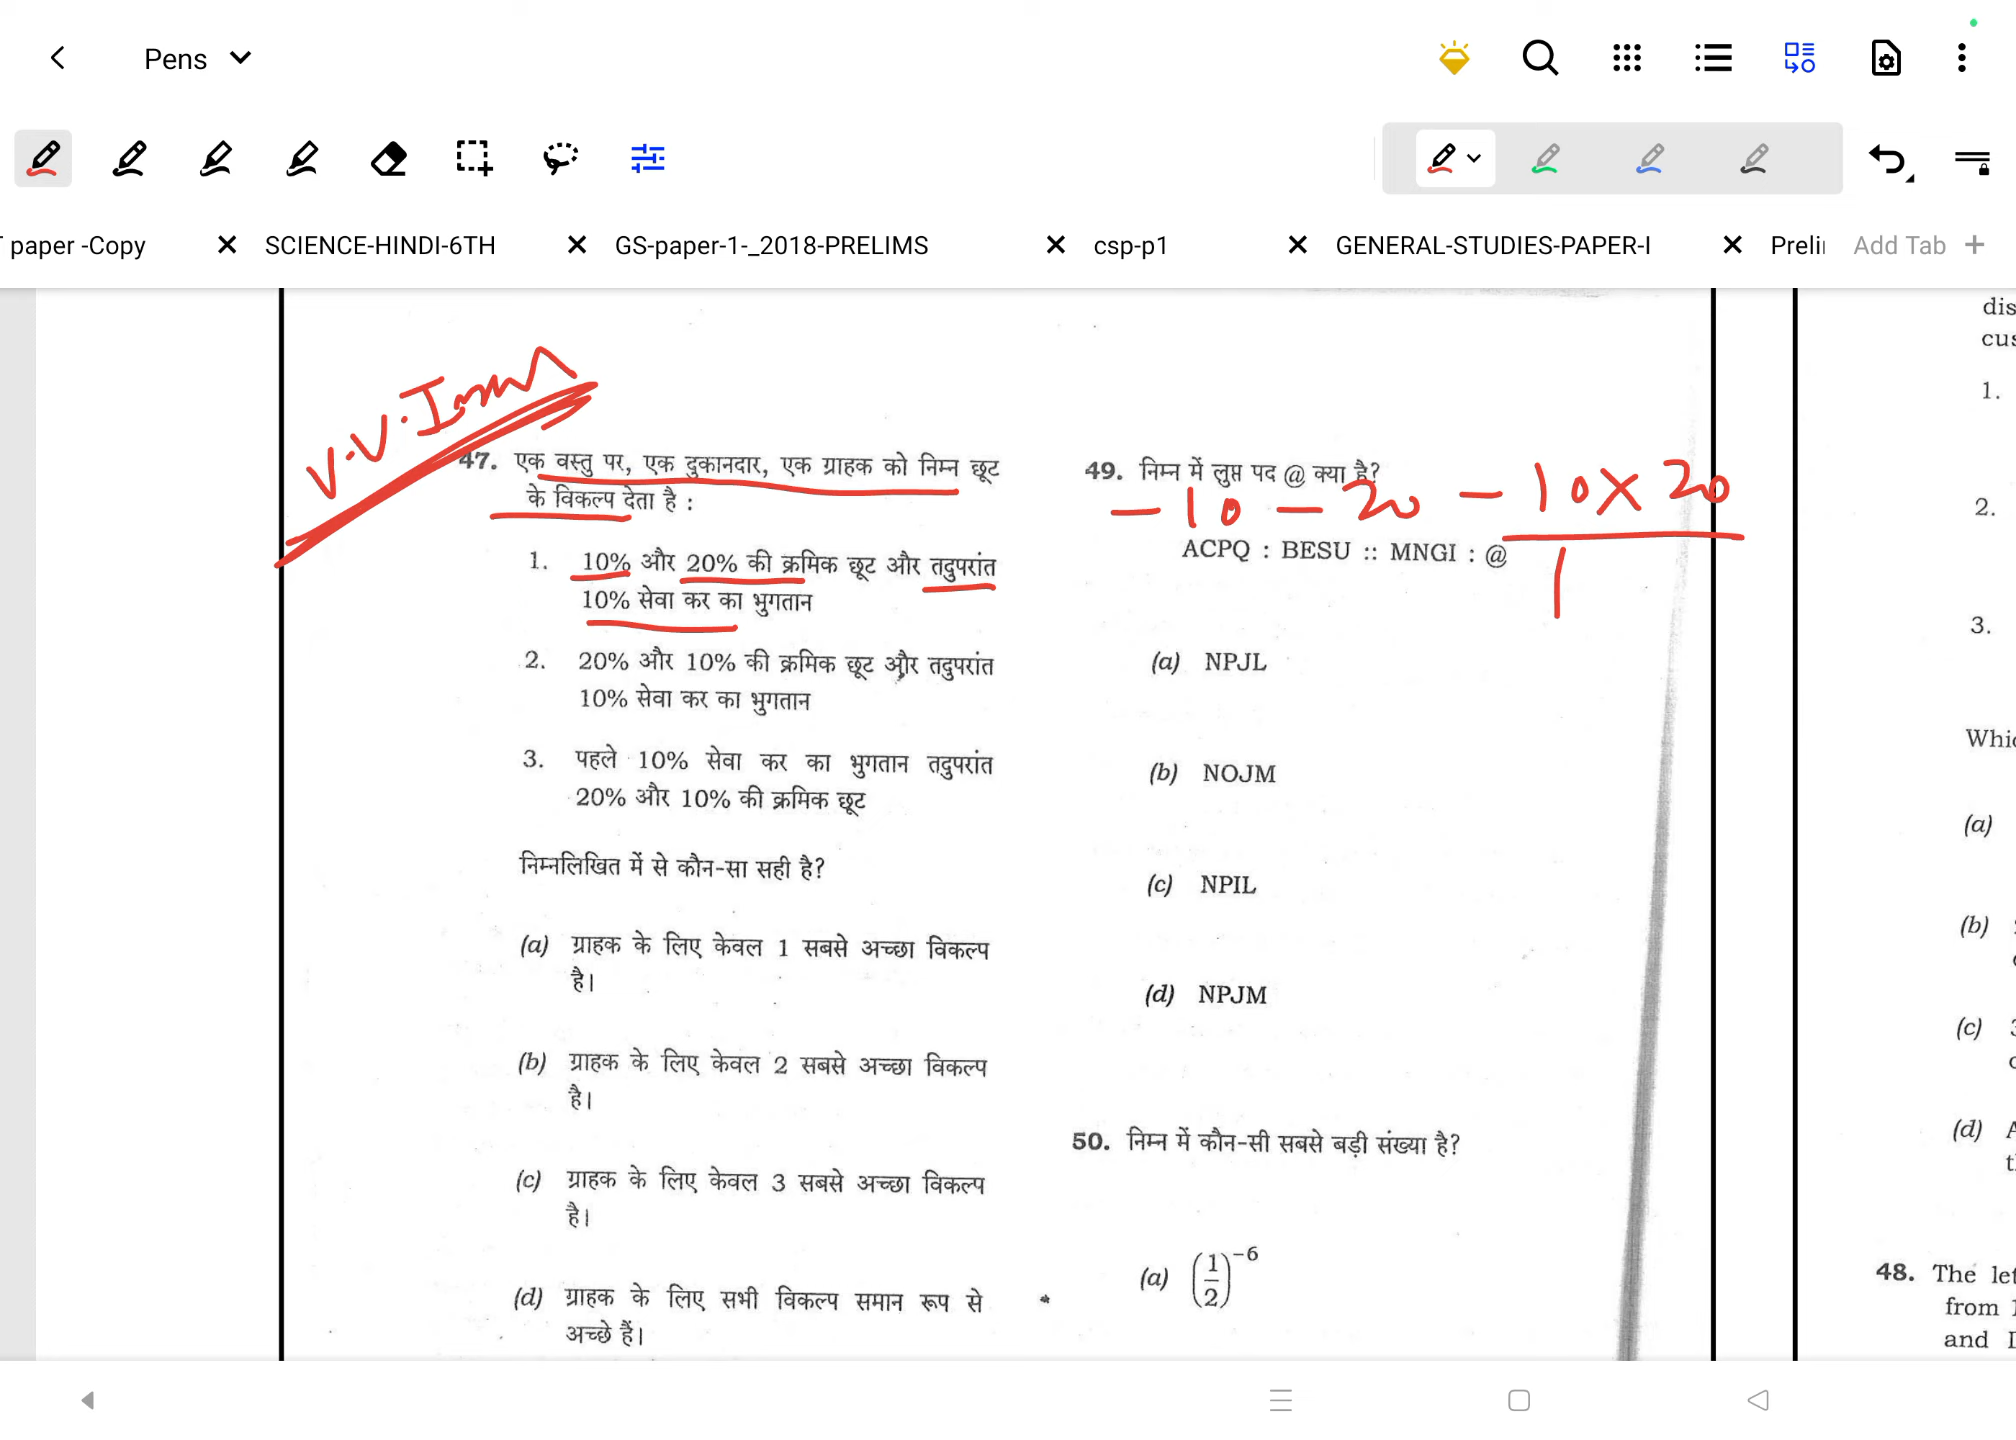 Pens
paper -Copy
SCIENCE-HINDI-6TH
GS-paper-1-_2018-PRELIMS
csp-p1
GENERAL-STUDIES-PAPER-I
Add Tab +
V.V.Imp
47. एक वस्तु पर, एक दुकानदार, एक ग्राहक को निम्न छूट
के विकल्प देता है :
1. 10% और 20% की क्रमिक छूट और तदुपरांत
10% सेवा कर का भुगतान
2. 20% और 10% की क्रमिक छूट और तदुपरांत
10% सेवा कर का भुगतान
3. पहले 10% सेवा कर का भुगतान तदुपरांत
20% और 10% की क्रमिक छूट
निम्नलिखित में से कौन-सा सही है?
(a) ग्राहक के लिए केवल 1 सबसे अच्छा विकल्प
है।
(b) ग्राहक के लिए केवल 2 सबसे अच्छा विकल्प
है।
(c) ग्राहक के लिए केवल 3 सबसे अच्छा विकल्प
है।
(d) ग्राहक के लिए सभी विकल्प समान रूप से
अच्छे हैं।
49. निम्न में लुप्त पद @ क्या है?
- 10 - 20 - 10 x 20
1
ACPQ : BESU :: MNGI : @
(a) NPJL
(b) NOJM
(c) NPIL
(d) NPJM
50. निम्न में कौन-सी सबसे बड़ी संख्या है?
(a) (1/2)^-6
1.
2.
3.
(a)
(b)
(c)
(d)
48. The
from
and